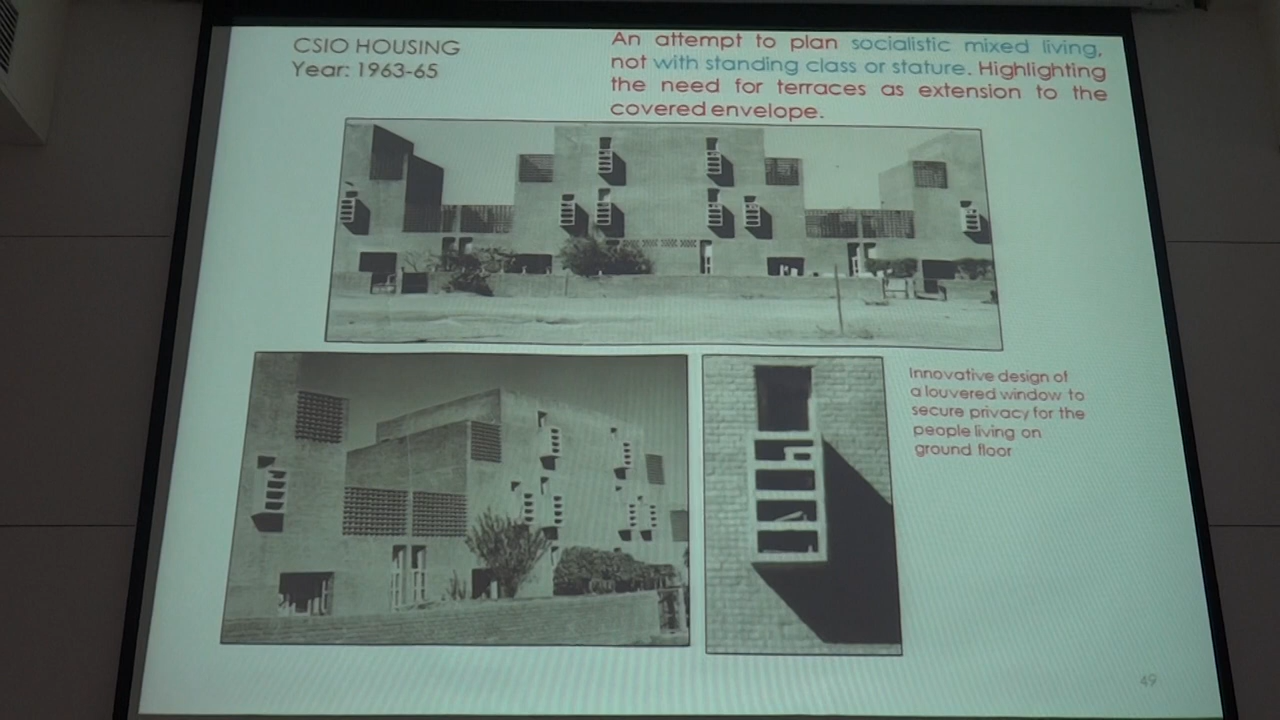 CSIO HOUSING
Year: 1963-65
An attempt to plan socialistic mixed living,
not with standing class or stature. Highlighting
the need for terraces as extension to the
covered envelope.
Innovative design of
a louvered window to
secure privacy for the
people living on
ground floor
49